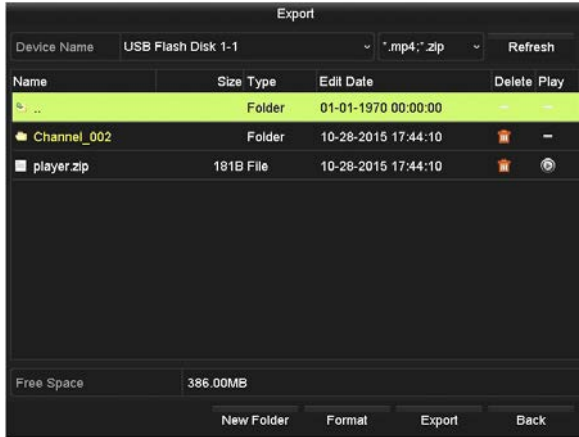 Export
Device Name USB Flash Disk 1-1 *.mp4;*.zip Refresh
Name Size Type Edit Date Delete Play
.. Folder 01-01-1970 00:00:00 — —
Channel_002 Folder 10-28-2015 17:44:10 —
player.zip 181B File 10-28-2015 17:44:10
Free Space 386.00MB
New Folder Format Export Back